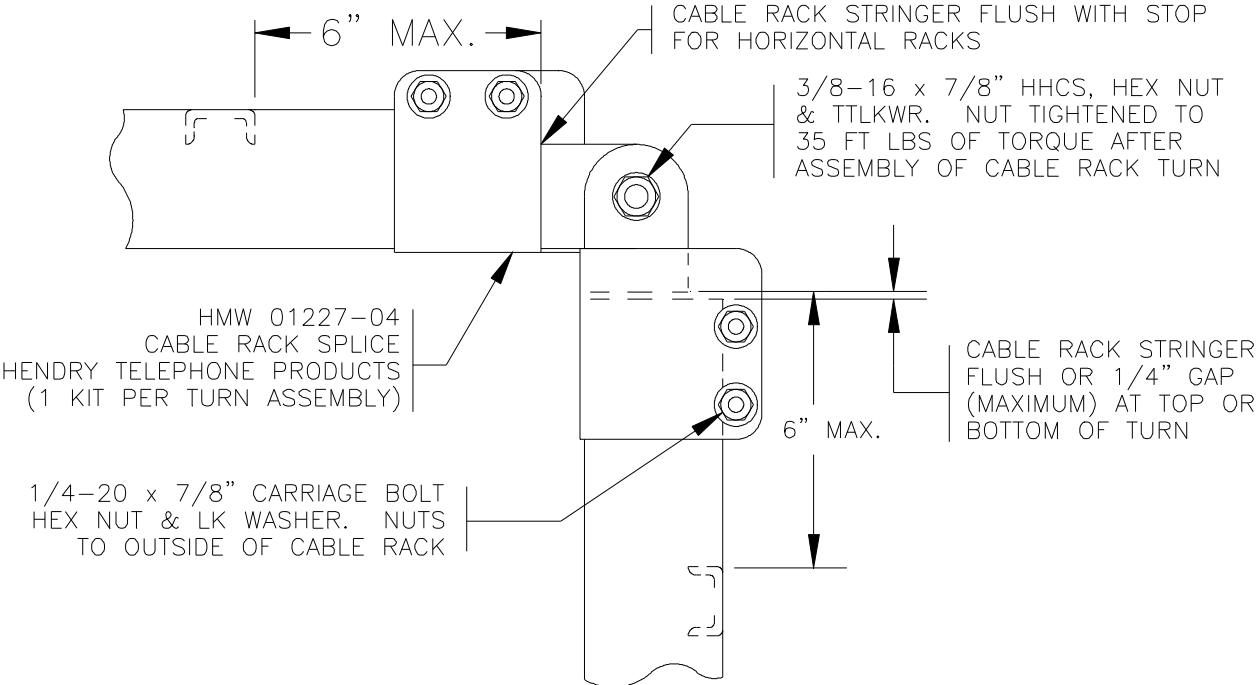 6” MAX.
CABLE RACK STRINGER FLUSH WITH STOP
FOR HORIZONTAL RACKS
3/8-16 x 7/8” HHCS, HEX NUT
& TTLKWR. NUT TIGHTENED TO
35 FT LBS OF TORQUE AFTER
ASSEMBLY OF CABLE RACK TURN
HMW 01227-04
CABLE RACK SPLICE
HENDRY TELEPHONE PRODUCTS
(1 KIT PER TURN ASSEMBLY)
CABLE RACK STRINGER
FLUSH OR 1/4” GAP
(MAXIMUM) AT TOP OR
BOTTOM OF TURN
6” MAX.
1/4-20 x 7/8” CARRIAGE BOLT
HEX NUT & LK WASHER. NUTS
TO OUTSIDE OF CABLE RACK